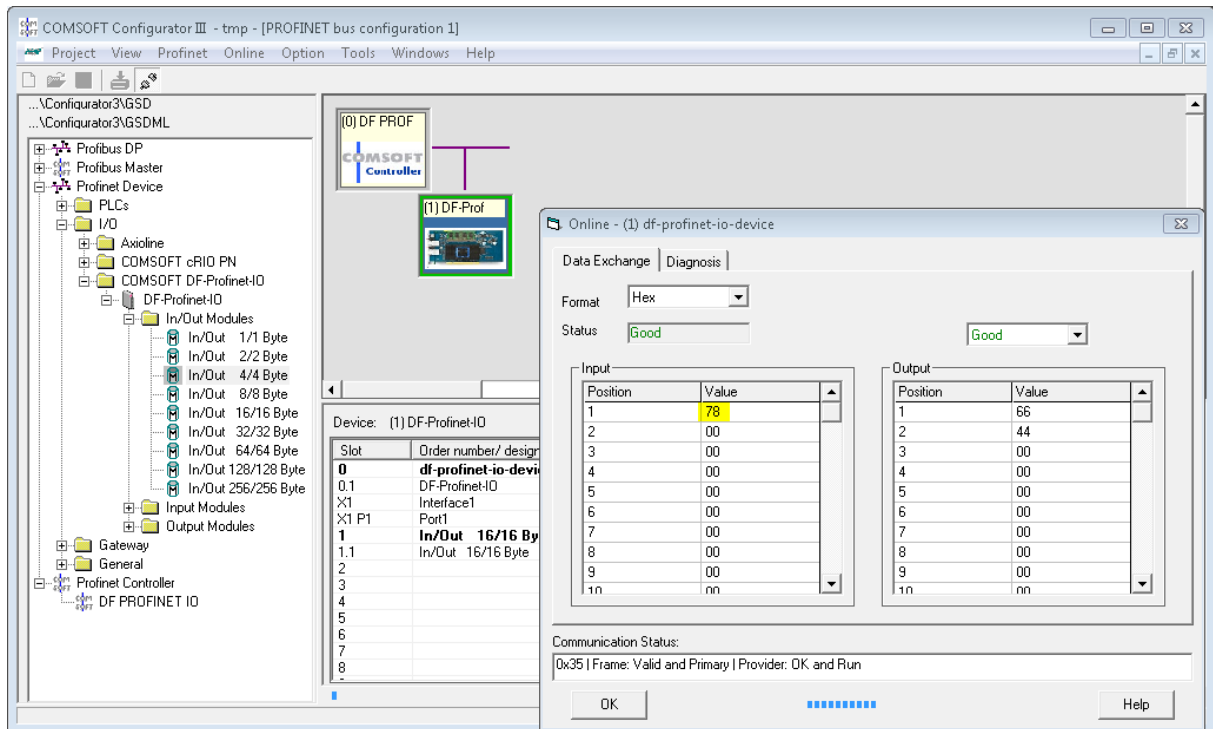 COMSOFT Configurator III - tmp - [PROFINET bus configuration 1]
Project View Profinet Online Option Tools Windows Help
...\Configurator3\GSD
...\Configurator3\GSDML
Profibus DP
Profibus Master
Profinet Device
PLCs
I/O
Axioline
COMSOFT cRIO PN
COMSOFT DF-Profinet-IO
DF-Profinet-IO
In/Out Modules
In/Out 1/1 Byte
In/Out 2/2 Byte
In/Out 4/4 Byte
In/Out 8/8 Byte
In/Out 16/16 Byte
In/Out 32/32 Byte
In/Out 64/64 Byte
In/Out 128/128 Byte
In/Out 256/256 Byte
Input Modules
Output Modules
Gateway
General
Profinet Controller
DF PROFINET IO
(0) DF PROF
COMSOFT
Controller
(1) DF-Prof
Device: (1) DF-Profinet-IO
Slot Order number/ design
0 df-profinet-io-devi
0.1 DF-Profinet-IO
X1 Interface1
X1 P1 Port1
1 In/Out 16/16 By
1.1 In/Out 16/16 Byte
2
3
4
5
6
7
8
Online - (1) df-profinet-io-device
Data Exchange Diagnosis
Format Hex
Status Good Good
Input Output
Position Value Position Value
1 78 1 66
2 00 2 44
3 00 3 00
4 00 4 00
5 00 5 00
6 00 6 00
7 00 7 00
8 00 8 00
9 00 9 00
10 00 10 00
Communication Status:
0x35 | Frame: Valid and Primary | Provider: OK and Run
OK Help